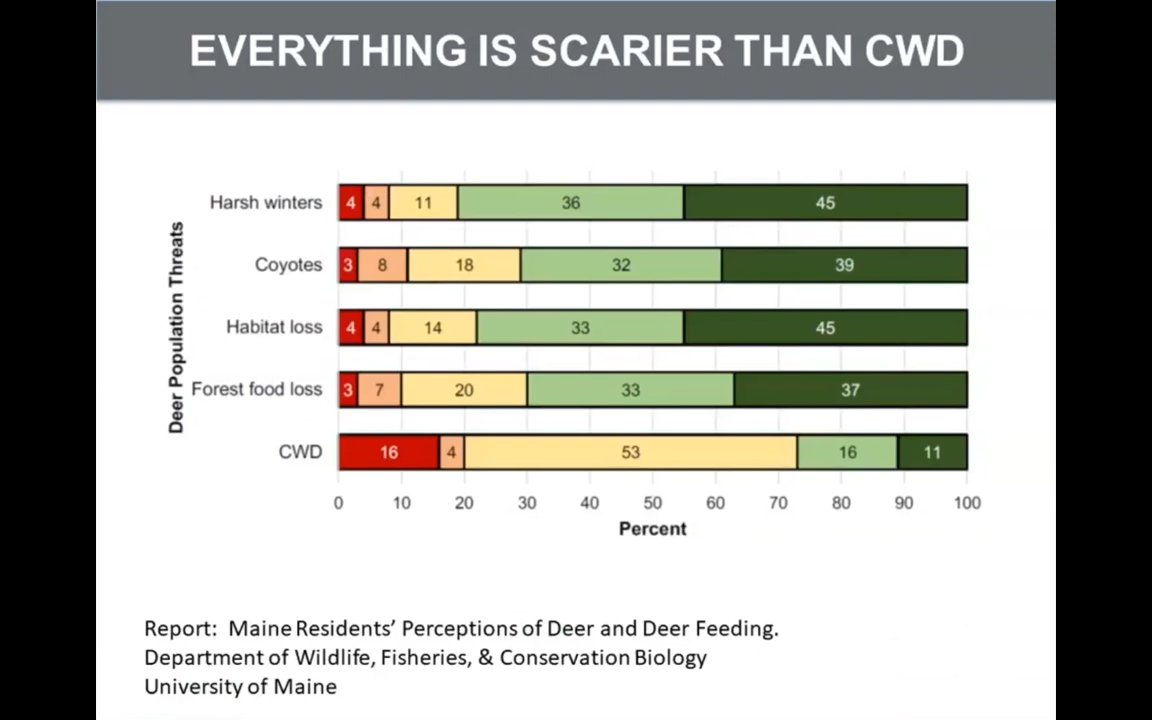 EVERYTHING IS SCARIER THAN CWD
Deer Population Threats
Harsh winters 4 4 11 36 45
Coyotes 3 8 18 32 39
Habitat loss 4 4 14 33 45
Forest food loss 3 7 20 33 37
CWD 16 4 53 16 11
0 10 20 30 40 50 60 70 80 90 100
Percent
Report: Maine Residents’ Perceptions of Deer and Deer Feeding.
Department of Wildlife, Fisheries, & Conservation Biology
University of Maine